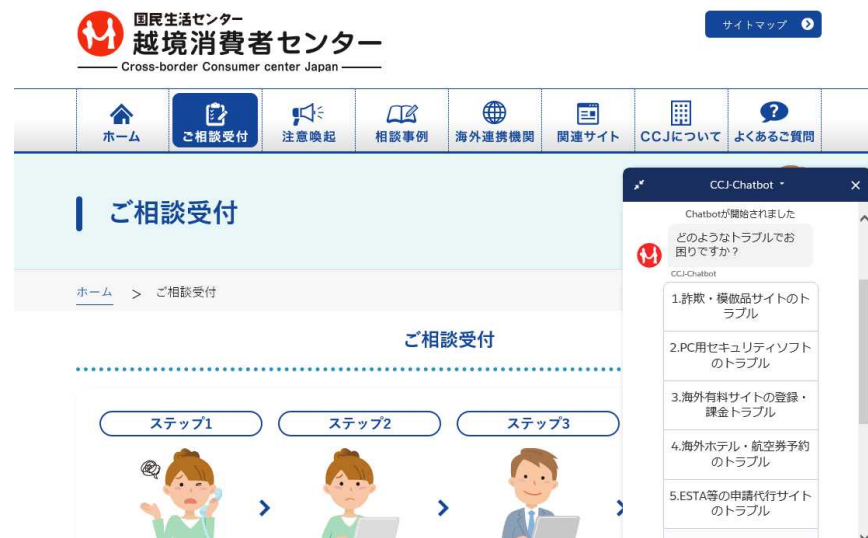 国民生活センター
越境消費者センター
Cross-border Consumer center Japan
サイトマップ
ホーム
ご相談受付
注意喚起
相談事例
海外連携機関
関連サイト
CCJについて
よくあるご質問
ご相談受付
ホーム > ご相談受付
ご相談受付
ステップ1
ステップ2
ステップ3
CCJ-Chatbot
Chatbotが開始されました
どのようなトラブルでお
困りですか？
CCJ-Chatbot
1.詐欺・模倣品サイトのト
ラブル
2.PC用セキュリティソフト
のトラブル
3.海外有料サイトの登録・
課金トラブル
4.海外ホテル・航空券予約
のトラブル
5.ESTA等の申請代行サイト
のトラブル